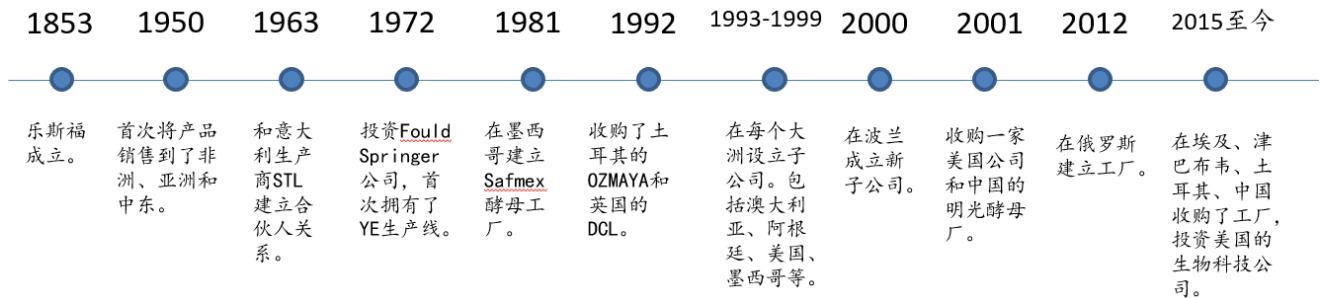 1853
1950
1963
1972
1981
1992
1993-1999
2000
2001
2012
2015至今
乐斯福
成立。
首次将产品
销售到了非
洲、亚洲和
中东。
和意大
利生产
商STL
建立合
伙人关
系。
投资Fould
Springer
公司，首
次拥有了
YE生产线。
在墨西
哥建立
Safmex
酵母工
厂。
收购了土
耳其的
OZMAYA和
英国的
DCL。
在每个大
洲设立子
公司。包
括澳大利
亚、阿根
廷、美国、
墨西哥等。
在波兰
成立新
子公司。
收购一家
美国公司
和中国的
明光酵母
厂。
在俄罗斯
建立工厂。
在埃及、津
巴布韦、土
耳其、中国
收购了工厂，
投资美国的
生物科技公
司。